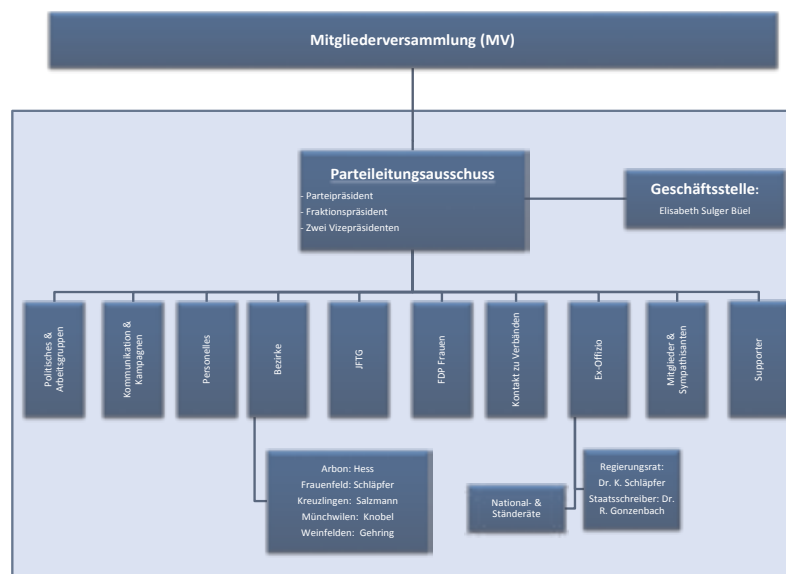 Mitgliederversammlung (MV)
Parteileitungsausschuss
- Parteipräsident
- Fraktionspräsident
- Zwei Vizepräsidenten
Geschäftsstelle:
Elisabeth Sulger Büel
Politisches &
Arbeitsgruppen
Kommunikation &
Kampagnen
Personelles
Bezirke
JFTG
FDP Frauen
Kontakt zu Verbänden
Ex-Offizio
Mitglieder &
Sympathisanten
Supporter
Arbon: Hess
Frauenfeld: Schläpfer
Kreuzlingen: Salzmann
Münchwilen: Knobel
Weinfelden: Gehring
National- &
Ständeräte
Regierungsrat:
Dr. K. Schläpfer
Staatsschreiber: Dr.
R. Gonzenbach